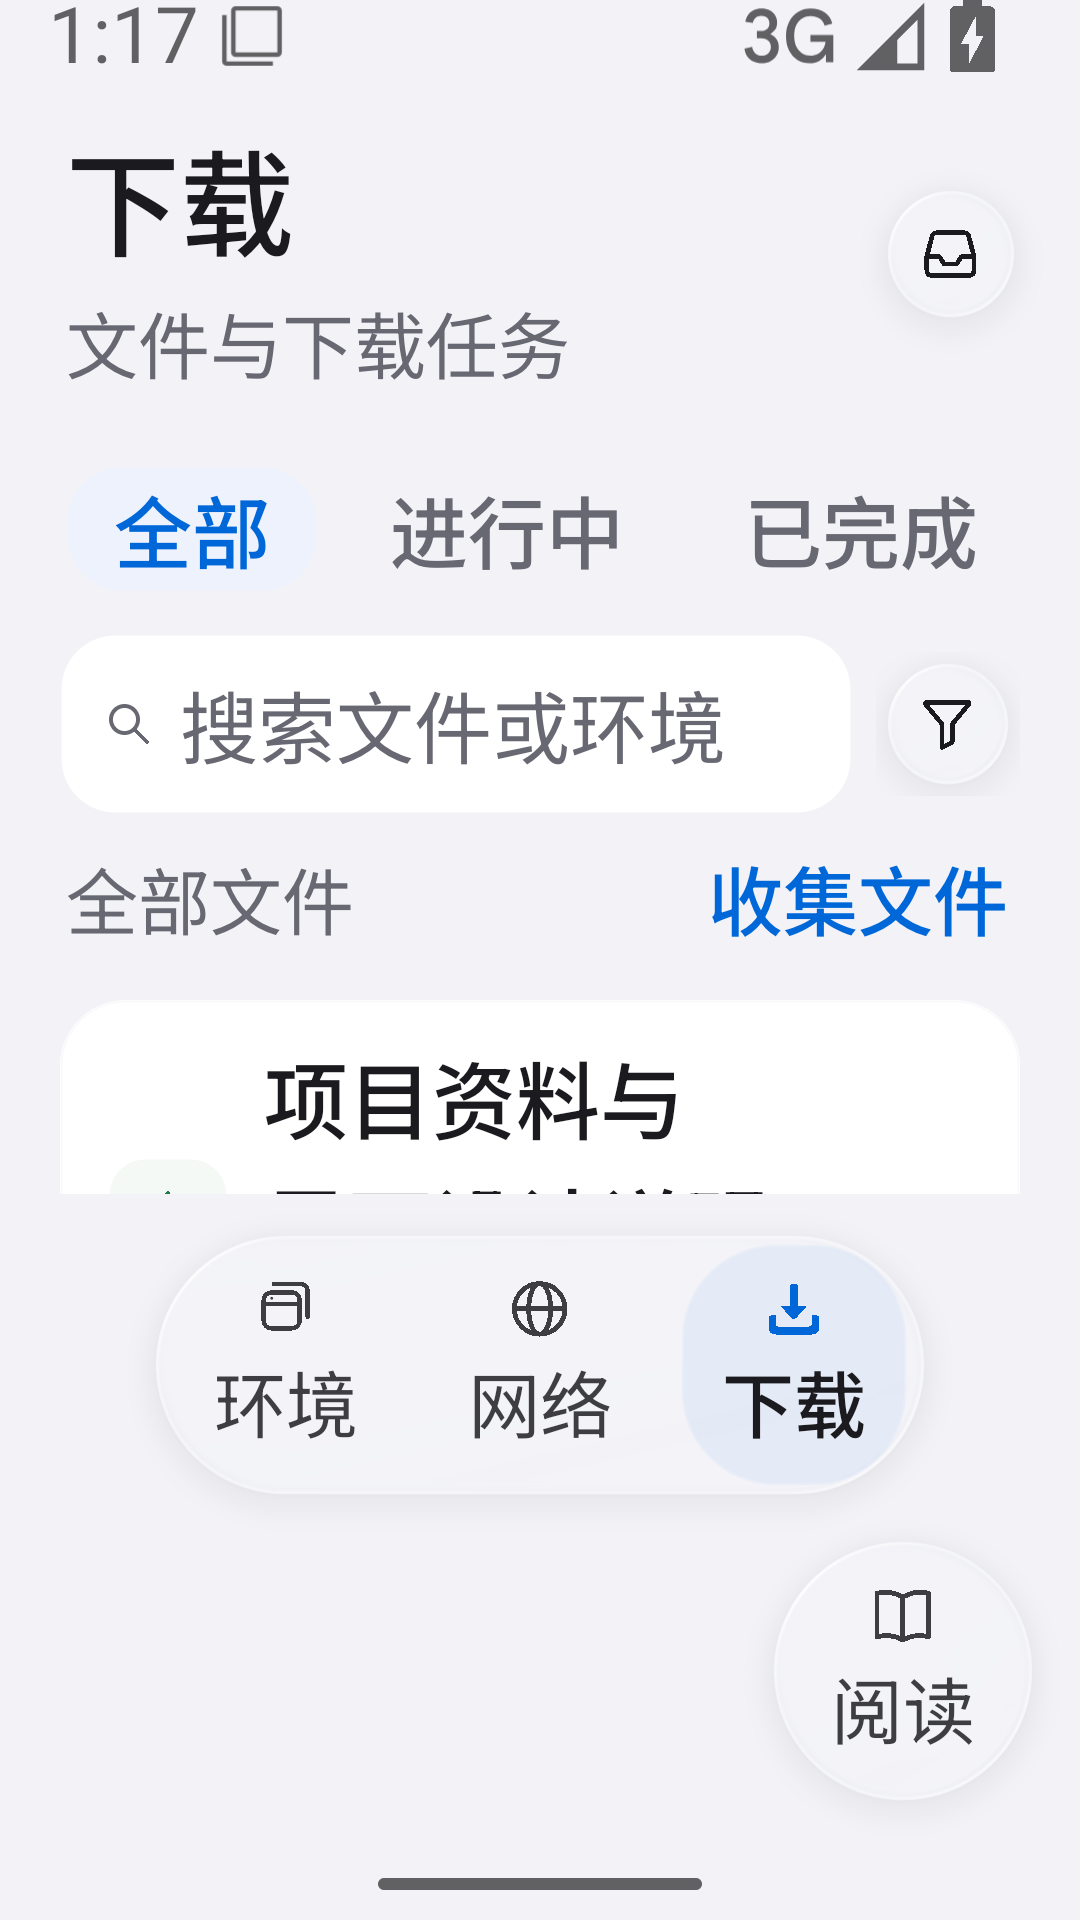 1:17 3G
下载
文件与下载任务
全部 进行中 已完成
搜索文件或环境
全部文件 收集文件
项目资料与
环境 网络 下载
阅读